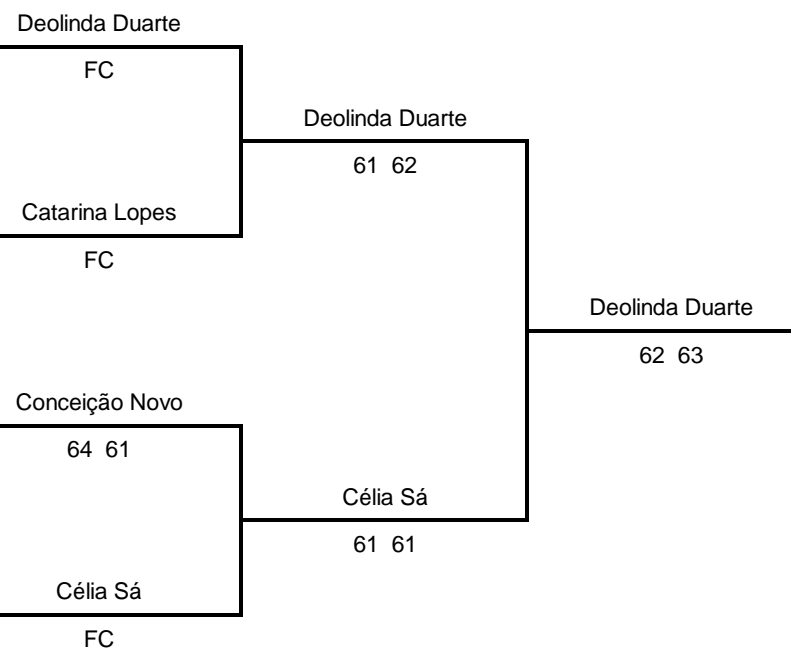 Deolinda Duarte
FC
Deolinda Duarte
61 62
Catarina Lopes
FC
Deolinda Duarte
62 63
Conceição Novo
64 61
Célia Sá
61 61
Célia Sá
FC